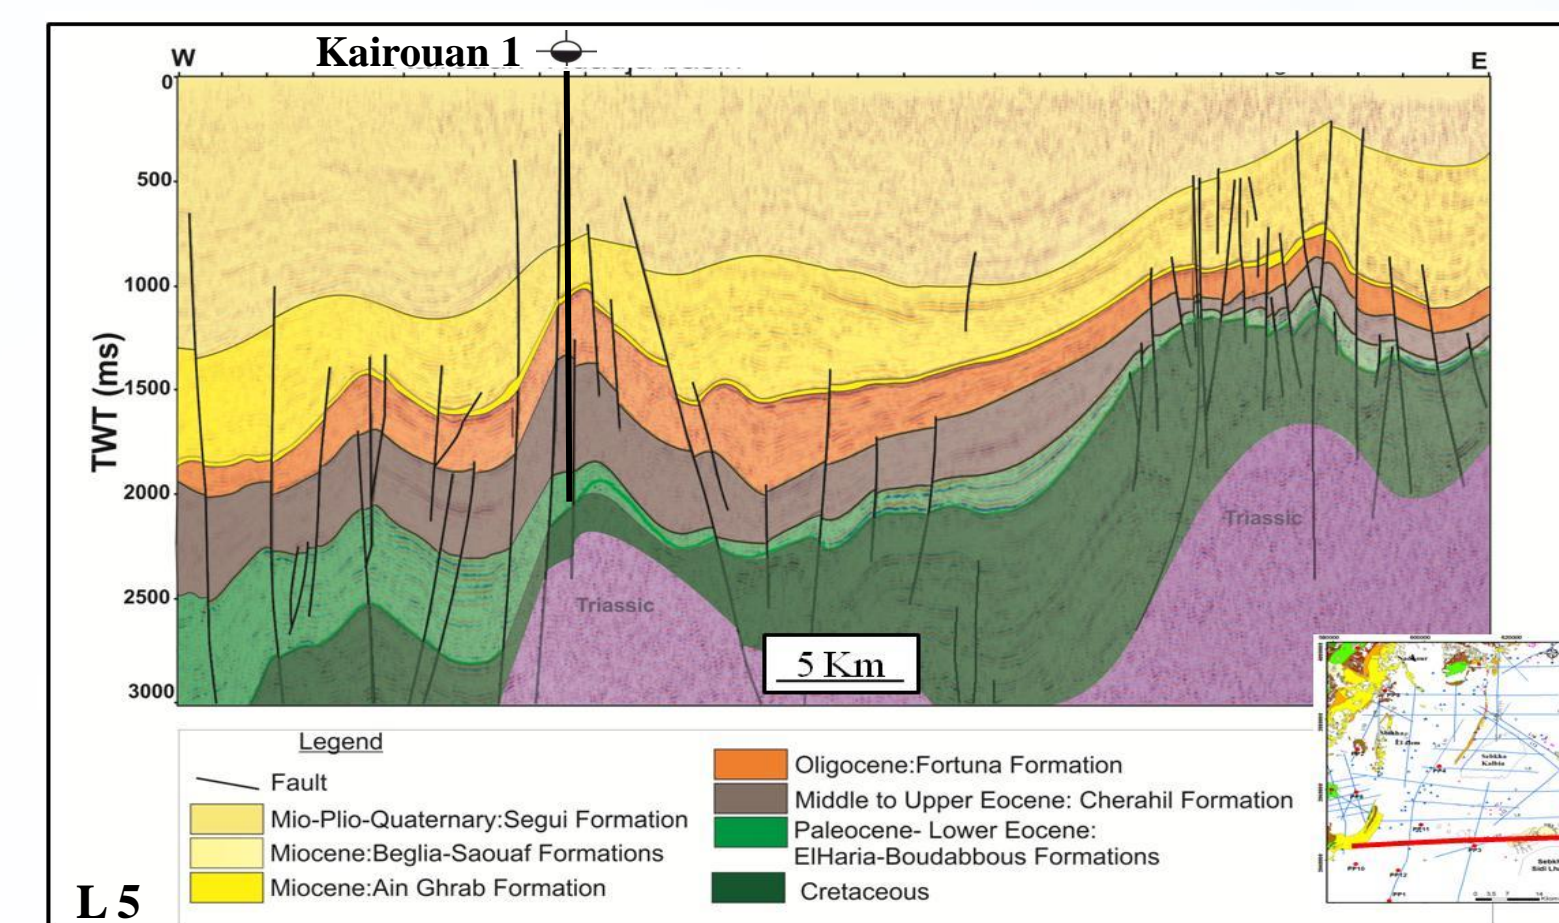 Kairouan 1
W
E
0
500
1000
1500
2000
2500
3000
TWT (ms)
Triassic
Triassic
5 Km
Legend
Fault
Mio-Plio-Quaternary:Segui Formation
Miocene:Beglia-Saouaf Formations
Miocene:Ain Ghrab Formation
Oligocene:Fortuna Formation
Middle to Upper Eocene: Cherahil Formation
Paleocene- Lower Eocene:
ElHaria-Boudabbous Formations
Cretaceous
L 5
Sebkha
Kalbia